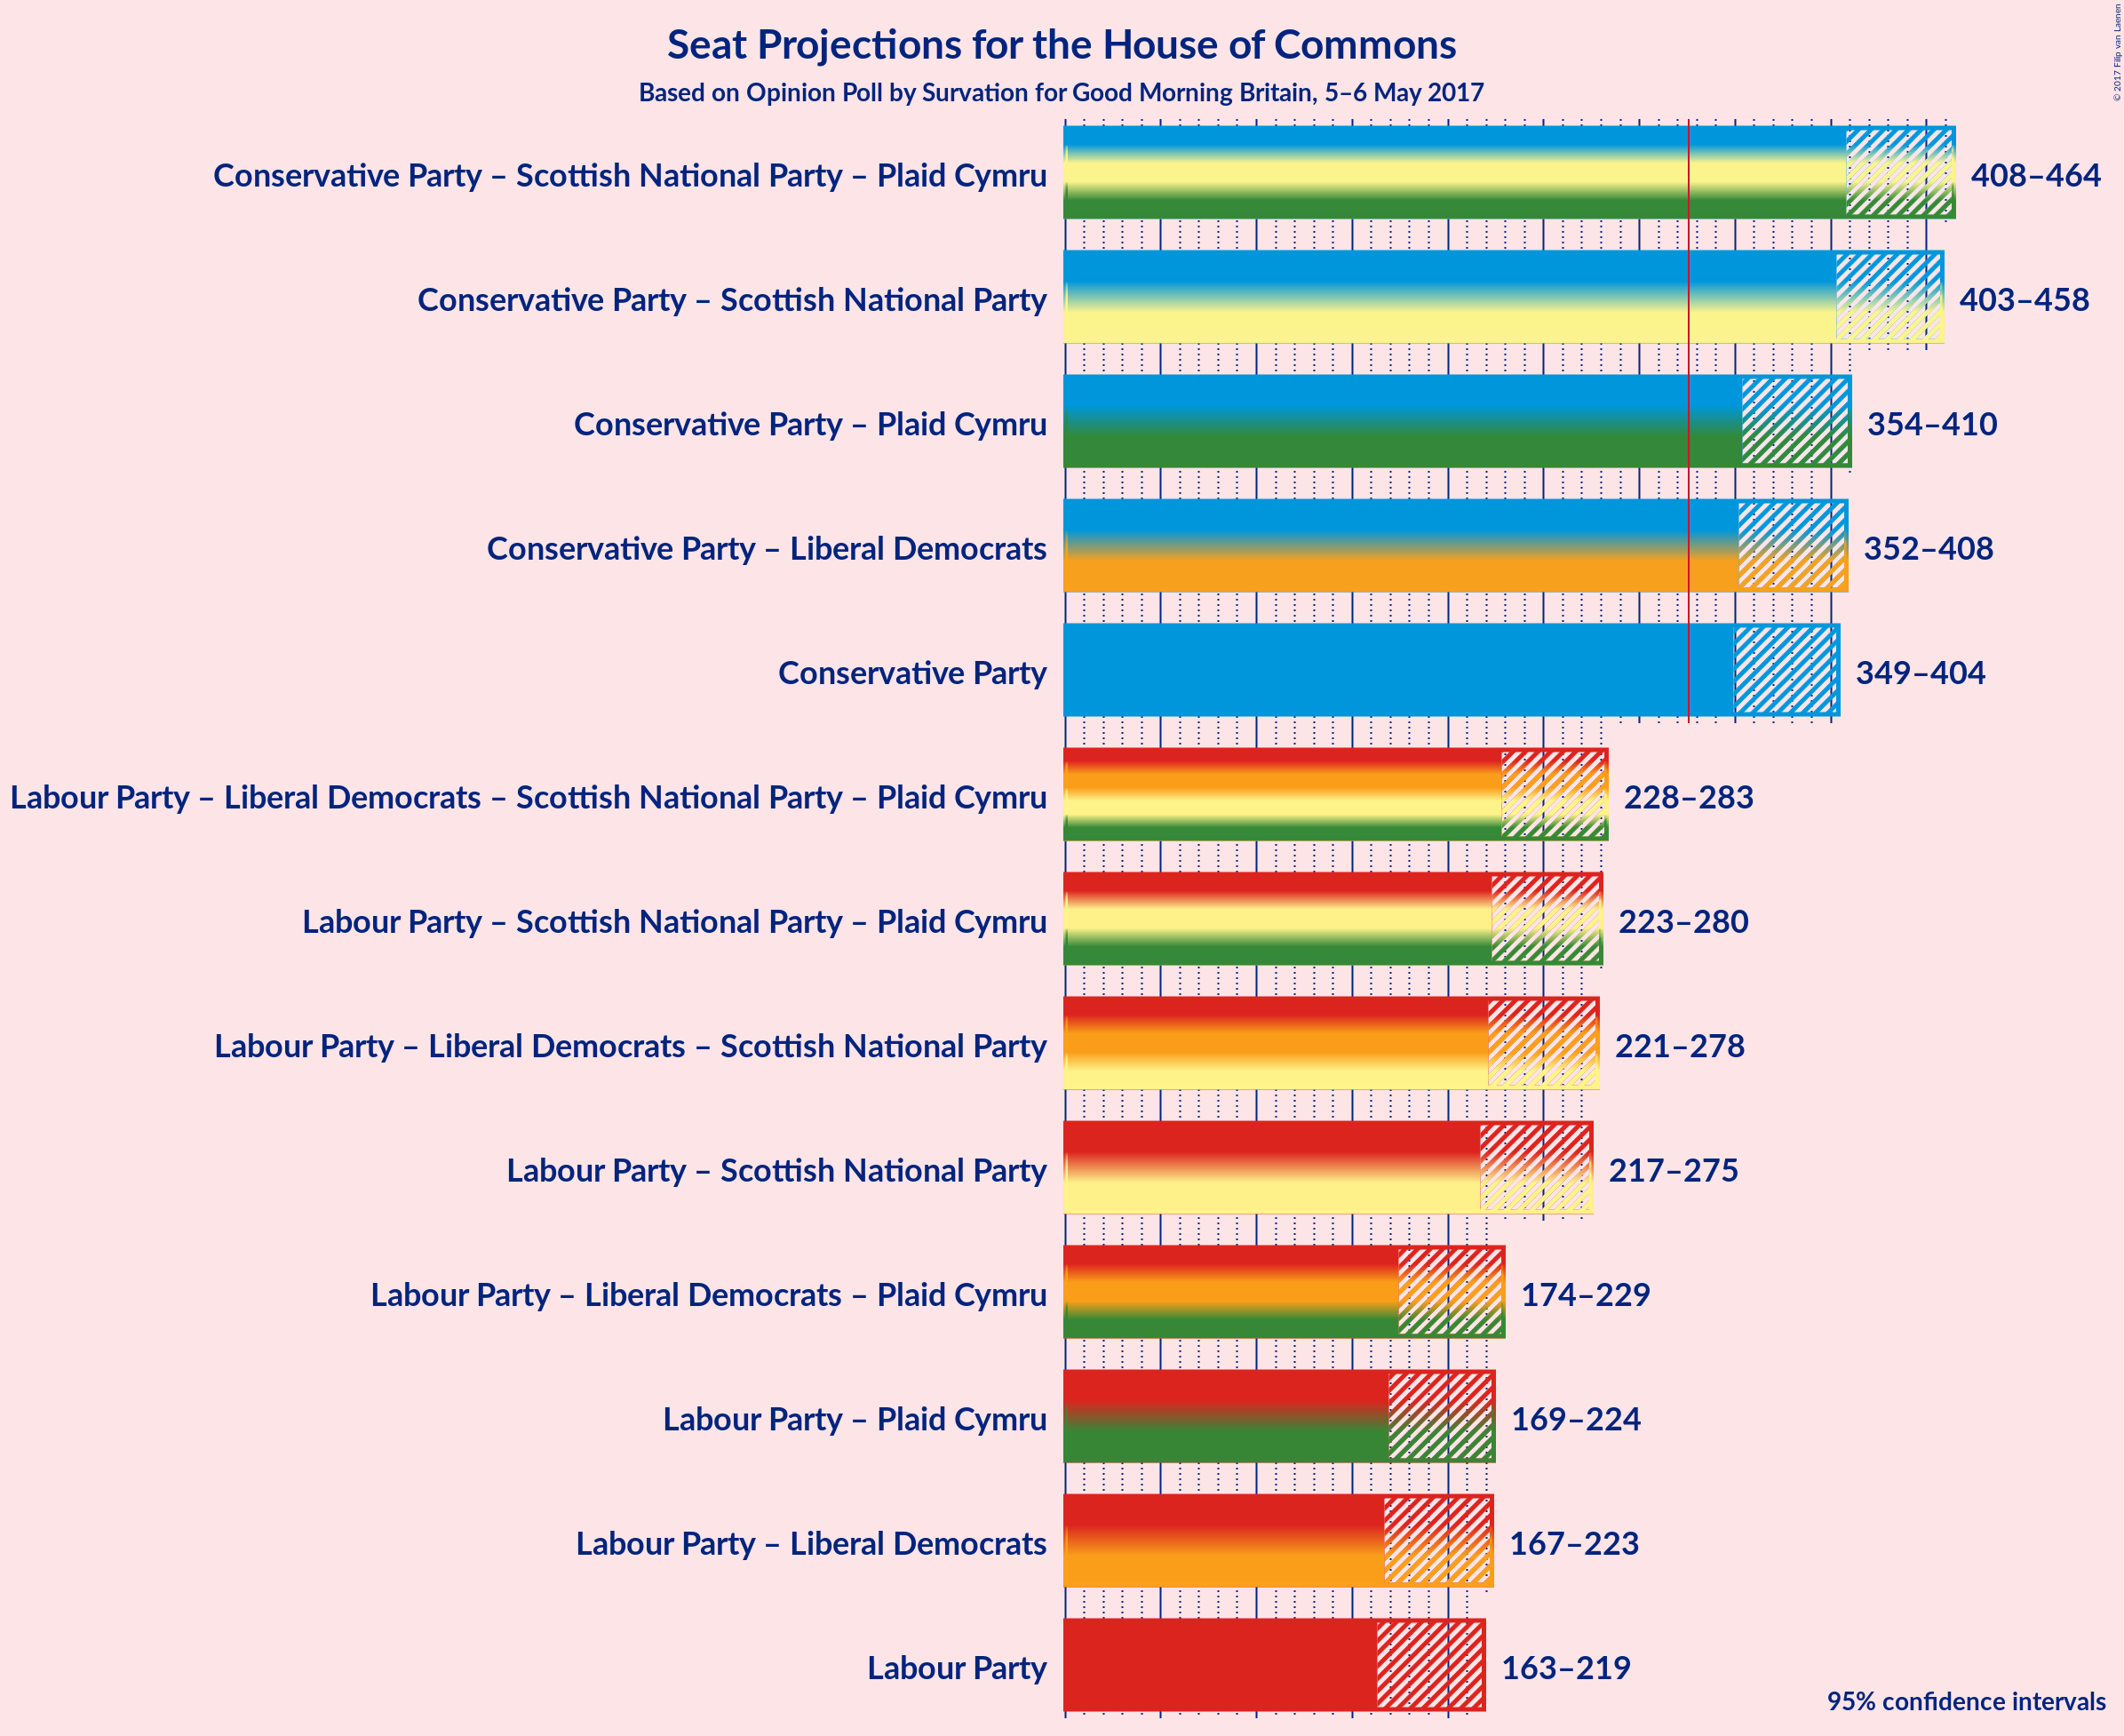 Seat Projections for the House of Commons
Based on Opinion Poll by Survation for Good Morning Britain, 5–6 May 2017
© 2017 Filip van Laenen
Conservative Party – Scottish National Party – Plaid Cymru 408–464
Conservative Party – Scottish National Party 403–458
Conservative Party – Plaid Cymru 354–410
Conservative Party – Liberal Democrats 352–408
Conservative Party 349–404
Labour Party – Liberal Democrats – Scottish National Party – Plaid Cymru 228–283
Labour Party – Scottish National Party – Plaid Cymru 223–280
Labour Party – Liberal Democrats – Scottish National Party 221–278
Labour Party – Scottish National Party 217–275
Labour Party – Liberal Democrats – Plaid Cymru 174–229
Labour Party – Plaid Cymru 169–224
Labour Party – Liberal Democrats 167–223
Labour Party 163–219
95% confidence intervals